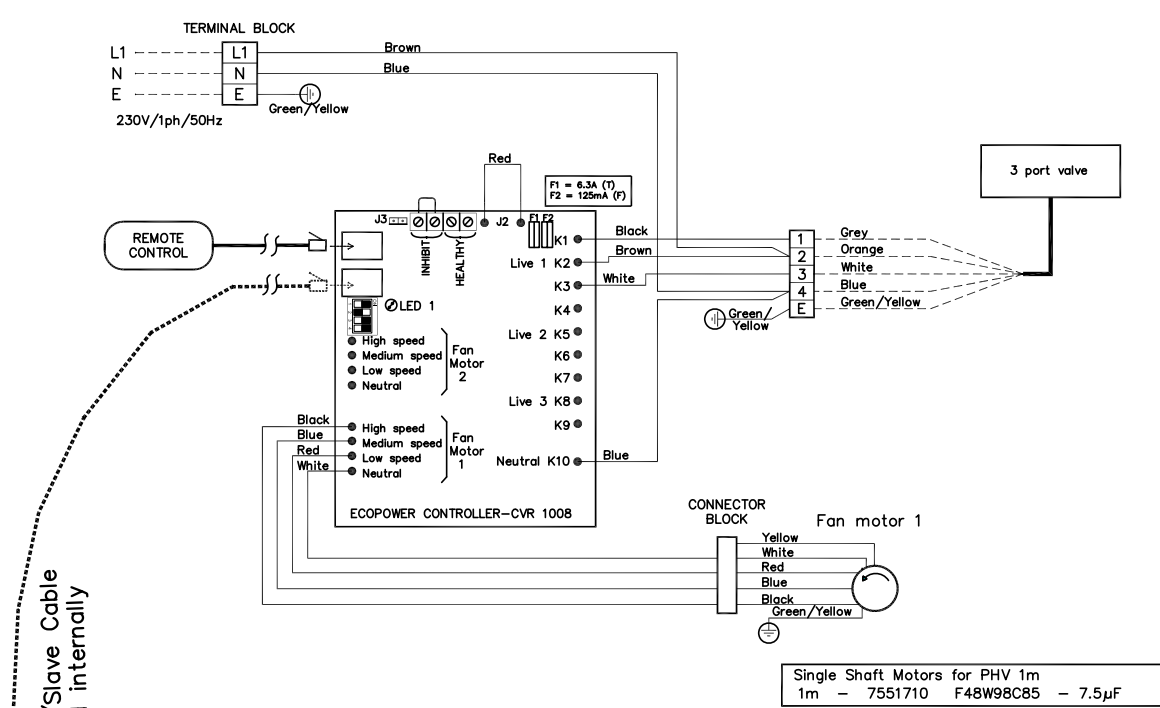 TERMINAL BLOCK
L1 L1 Brown
N N Blue
E E
Green/Yellow
230V/1ph/50Hz
Red
F1 = 6.3A (T)
F2 = 125mA (F)
3 port valve
REMOTE
CONTROL
J3 J2 F1 F2
INHIBIT
HEALTHY
K1 Black
Live 1 K2 Brown
K3 White
K4
Live 2 K5
K6
K7
Live 3 K8
K9
Neutral K10 Blue
1 Grey
2 Orange
3 White
4 Blue
E Green/Yellow
Green/
Yellow
LED 1
High speed
Medium speed
Low speed
Neutral
Fan
Motor
2
Black High speed
Blue Medium speed
Red Low speed
White Neutral
Fan
Motor
1
ECOPOWER CONTROLLER-CVR 1008
CONNECTOR
BLOCK
Fan motor 1
Yellow
White
Red
Blue
Black
Green/Yellow
/Slave Cable
internally
Single Shaft Motors for PHV 1m
1m - 7551710 F48W98C85 - 7.5µF